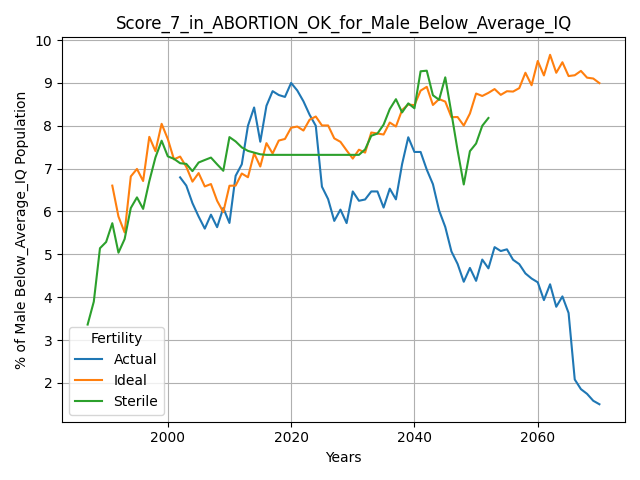 Score_7_in_ABORTION_OK_for_Male_Below_Average_IQ
% of Male Below_Average_IQ Population
10
9
8
7
6
5
4
3
2
Fertility
Actual
Ideal
Sterile
2000
2020
2040
2060
Years